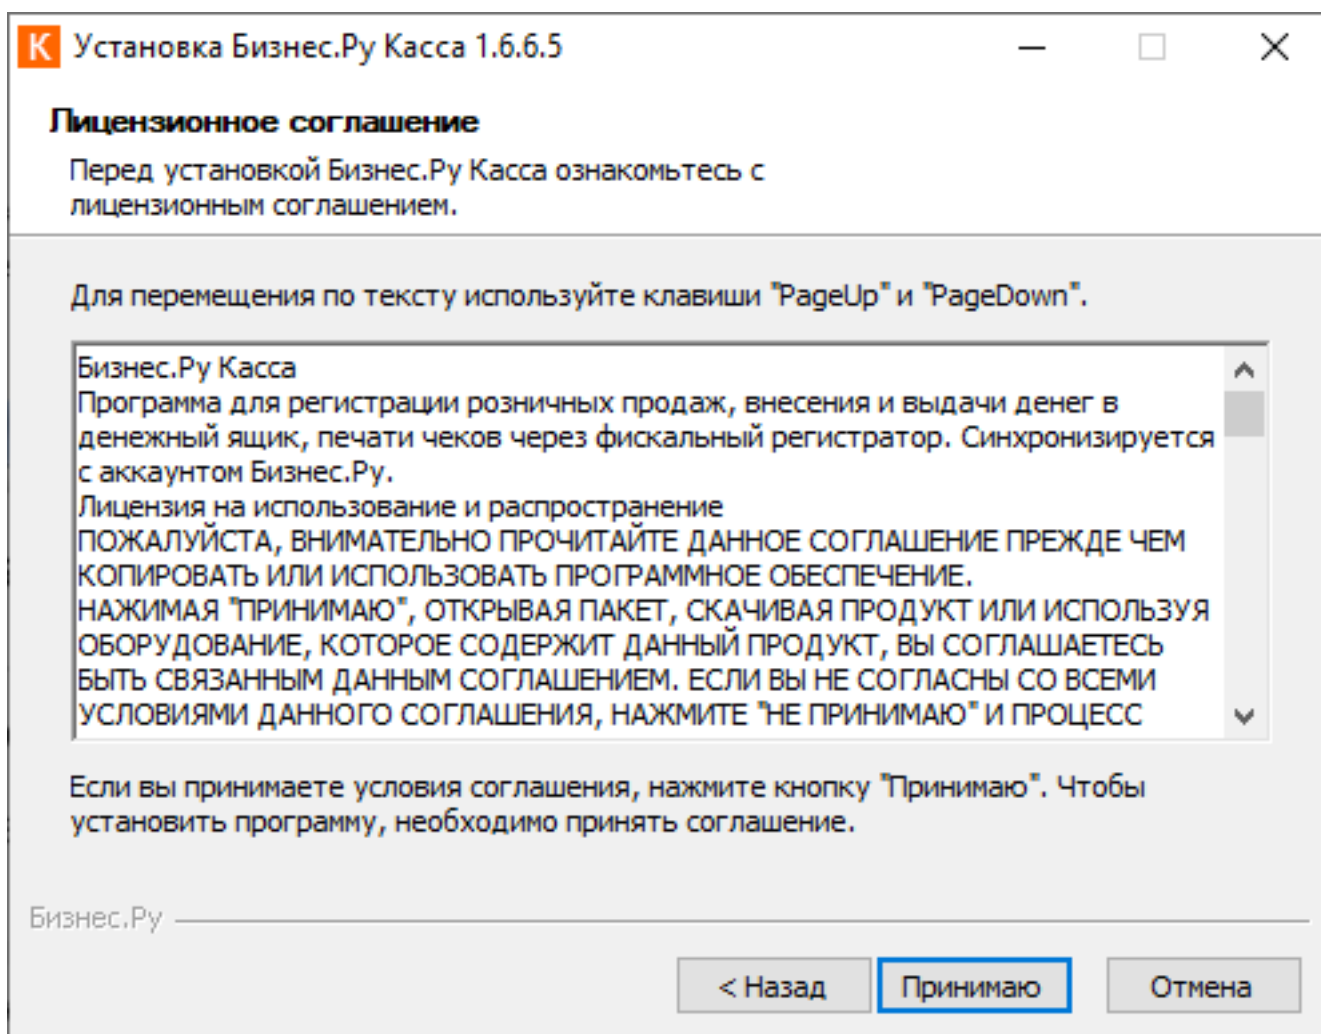 К Установка Бизнес.Ру Касса 1.6.6.5
Лицензионное соглашение
Перед установкой Бизнес.Ру Касса ознакомьтесь с
лицензионным соглашением.
Для перемещения по тексту используйте клавиши "PageUp" и "PageDown".
Бизнес.Ру Касса
Программа для регистрации розничных продаж, внесения и выдачи денег в
денежный ящик, печати чеков через фискальный регистратор. Синхронизируется
с аккаунтом Бизнес.Ру.
Лицензия на использование и распространение
ПОЖАЛУЙСТА, ВНИМАТЕЛЬНО ПРОЧИТАЙТЕ ДАННОЕ СОГЛАШЕНИЕ ПРЕЖДЕ ЧЕМ
КОПИРОВАТЬ ИЛИ ИСПОЛЬЗОВАТЬ ПРОГРАММНОЕ ОБЕСПЕЧЕНИЕ.
НАЖИМАЯ "ПРИНИМАЮ", ОТКРЫВАЯ ПАКЕТ, СКАЧИВАЯ ПРОДУКТ ИЛИ ИСПОЛЬЗУЯ
ОБОРУДОВАНИЕ, КОТОРОЕ СОДЕРЖИТ ДАННЫЙ ПРОДУКТ, ВЫ СОГЛАШАЕТЕСЬ
БЫТЬ СВЯЗАННЫМ ДАННЫМ СОГЛАШЕНИЕМ. ЕСЛИ ВЫ НЕ СОГЛАСНЫ СО ВСЕМИ
УСЛОВИЯМИ ДАННОГО СОГЛАШЕНИЯ, НАЖМИТЕ "НЕ ПРИНИМАЮ" И ПРОЦЕСС
Если вы принимаете условия соглашения, нажмите кнопку "Принимаю". Чтобы
установить программу, необходимо принять соглашение.
Бизнес.Ру
< Назад Принимаю Отмена